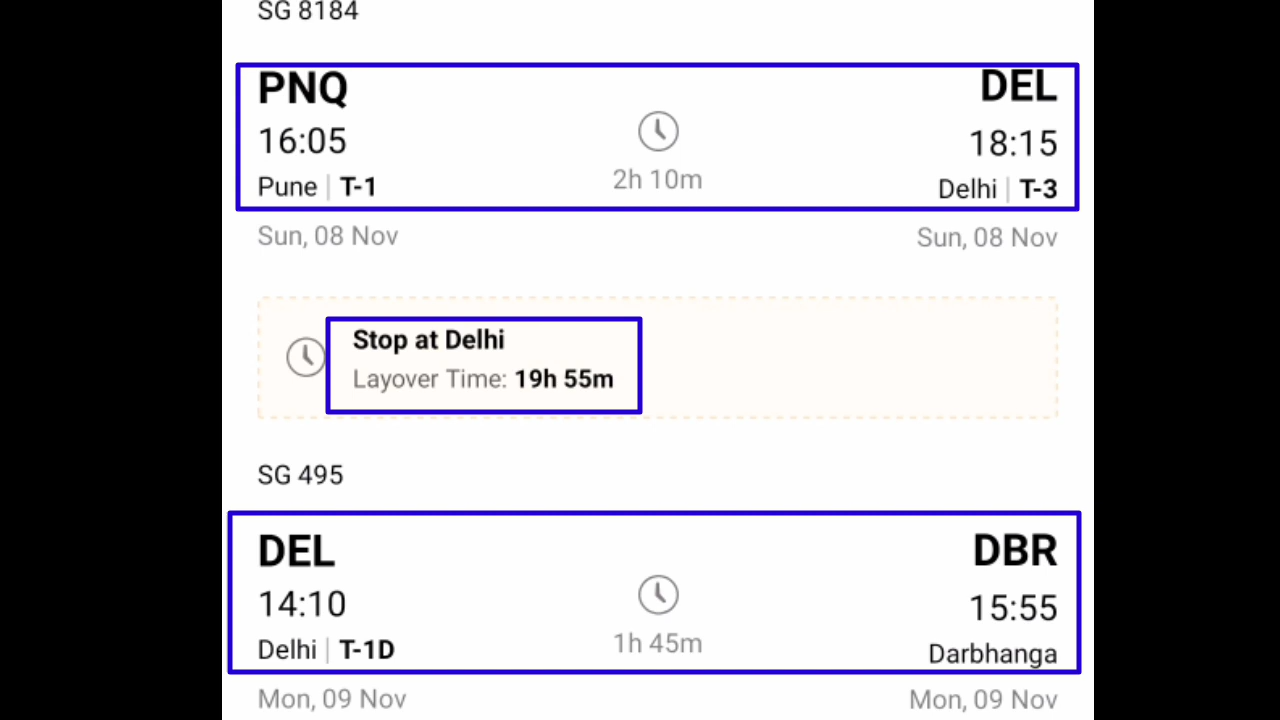 SG 8184
PNQ DEL
16:05 18:15
2h 10m
Pune | T-1 Delhi | T-3
Sun, 08 Nov Sun, 08 Nov
Stop at Delhi
Layover Time: 19h 55m
SG 495
DEL DBR
14:10 15:55
1h 45m
Delhi | T-1D Darbhanga
Mon, 09 Nov Mon, 09 Nov